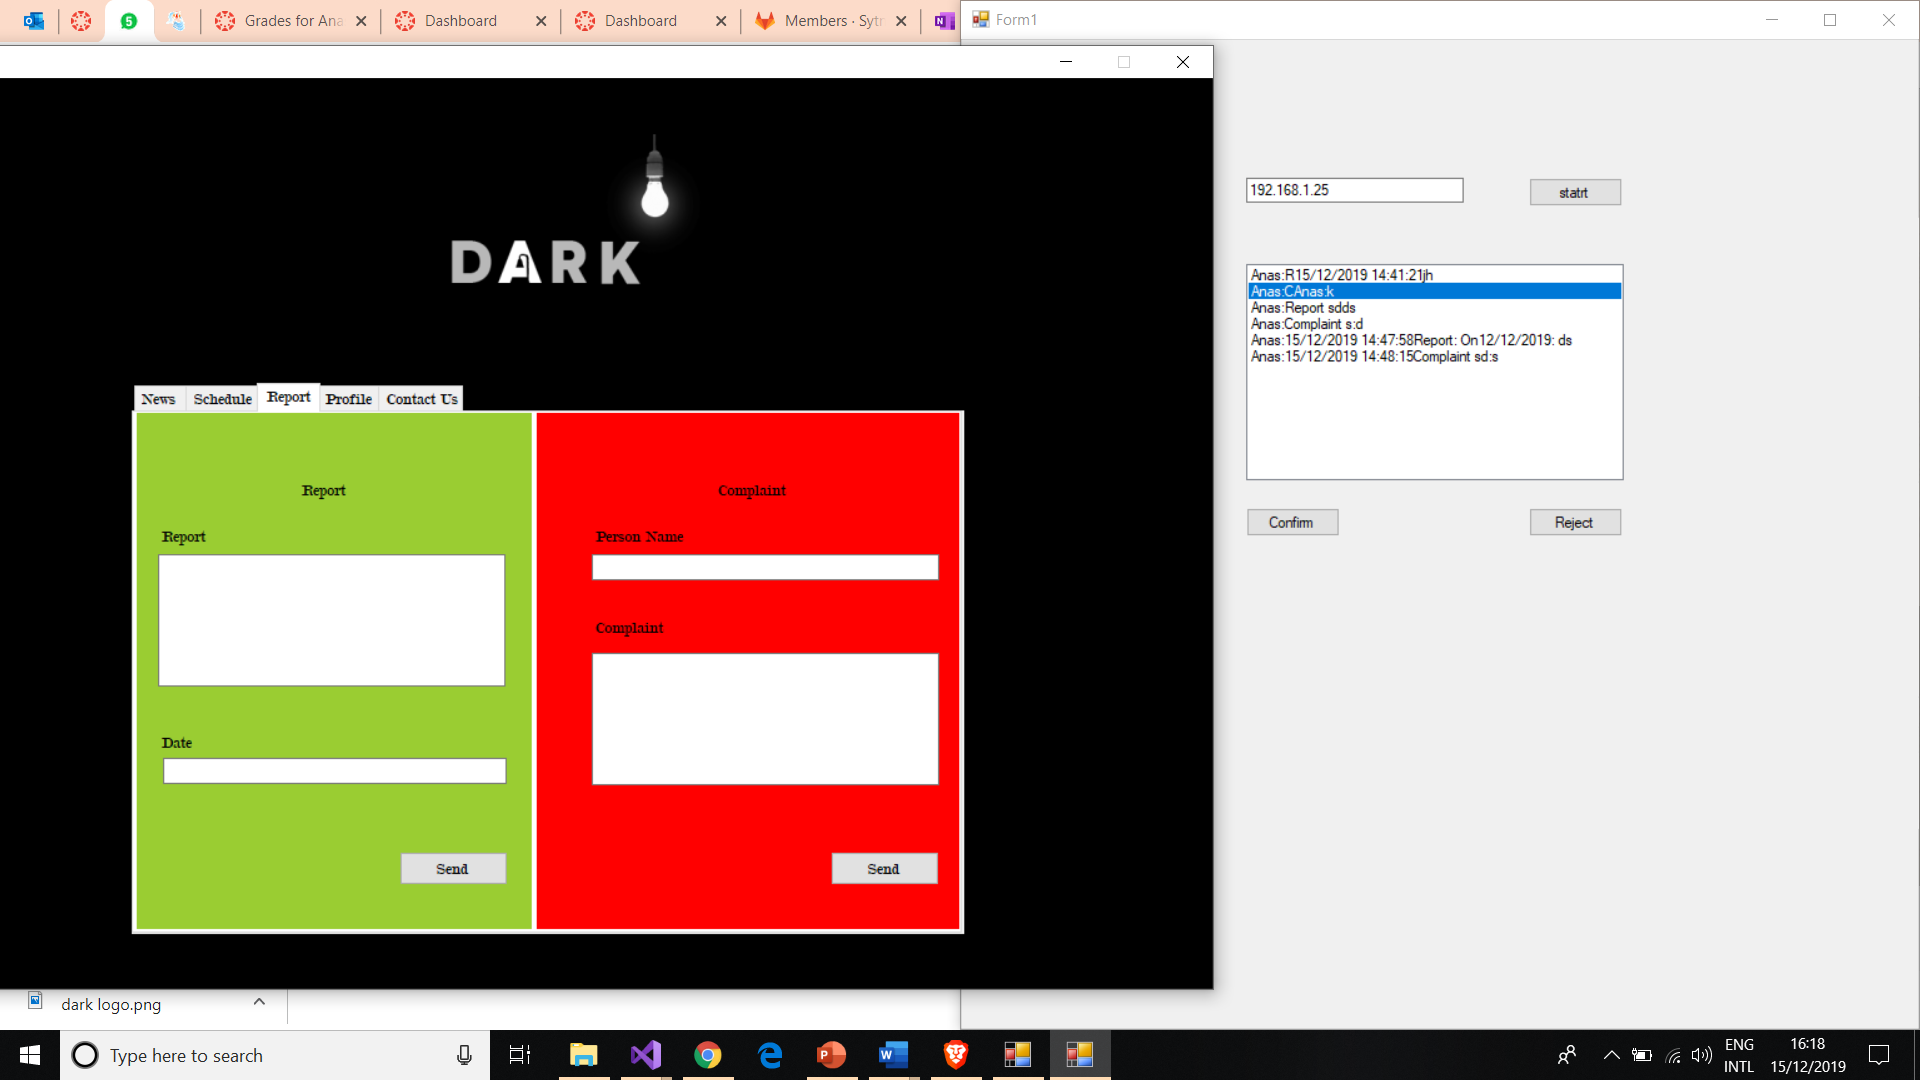 5
Grades for Ana
Dashboard
Dashboard
Members · Sytr
Form1
192.168.1.25
statrt
DARK
Anas:R15/12/2019 14:41:21jh
Anas:CAnas:k
Anas:Report sdds
Anas:Complaint s:d
Anas:15/12/2019 14:47:58Report: On12/12/2019: ds
Anas:15/12/2019 14:48:15Complaint sd:s
Confirm
Reject
News
Schedule
Report
Profile
Contact Us
Report
Report
Date
Send
Complaint
Person Name
Complaint
Send
dark logo.png
Type here to search
ENG
INTL
16:18
15/12/2019